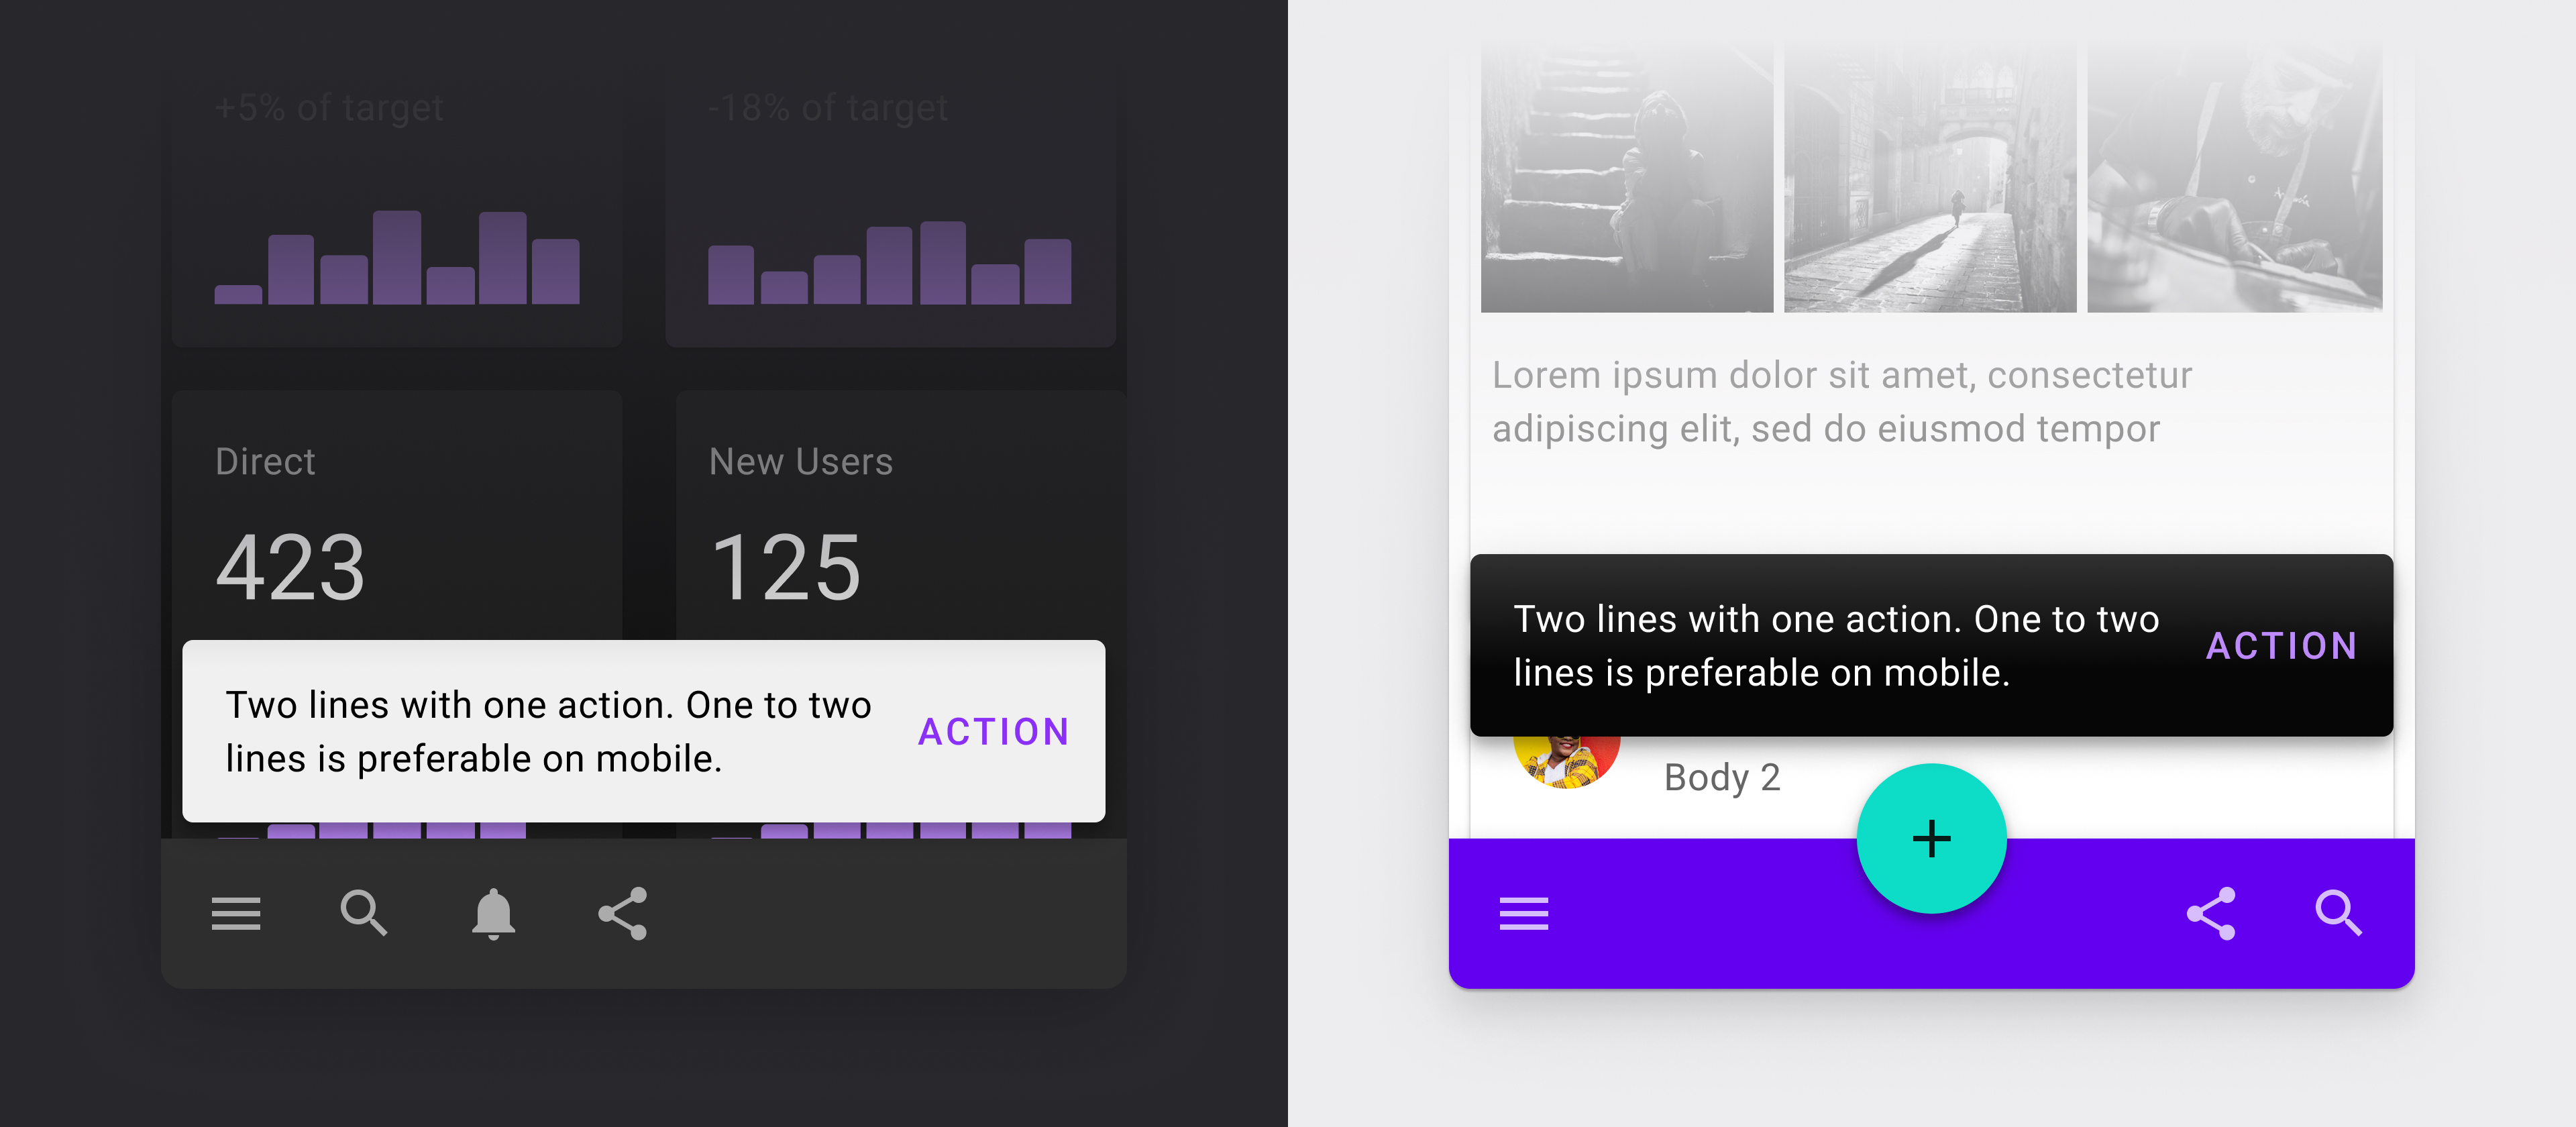 +5% of target
-18% of target
Direct
New Users
423
125
Two lines with one action. One to two
lines is preferable on mobile.
ACTION
Lorem ipsum dolor sit amet, consectetur
adipiscing elit, sed do eiusmod tempor
Two lines with one action. One to two
lines is preferable on mobile.
ACTION
Body 2